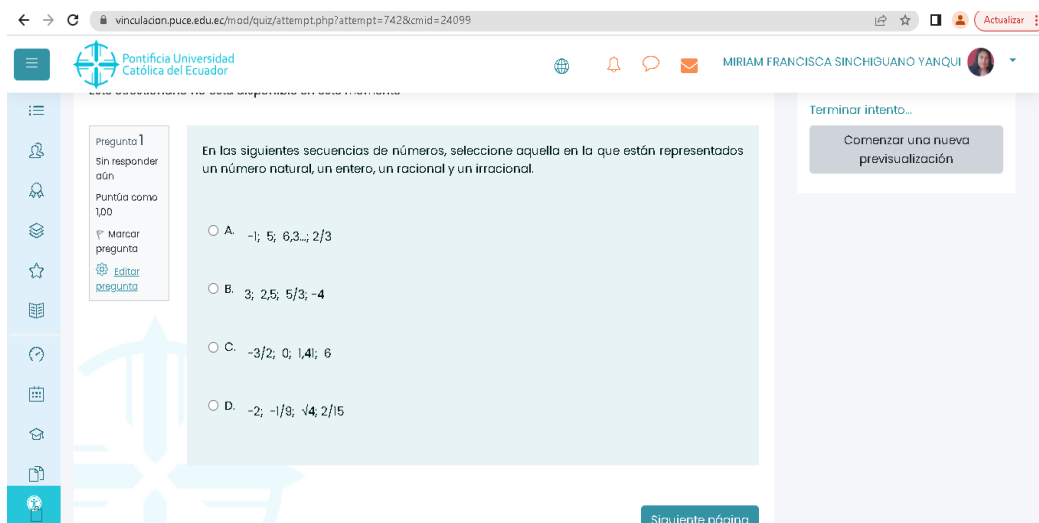 vinculacion.puce.edu.ec/mod/quiz/attempt.php?attempt=742&cmid=24099
Actualizar
Pontificia Universidad
Católica del Ecuador
MIRIAM FRANCISCA SINCHIGUANO YANQUI
Terminar intento...
Comenzar una nueva
previsualización
Pregunta 1
Sin responder
aún
Puntúa como
1,00
Marcar
pregunta
Editar
pregunta
En las siguientes secuencias de números, seleccione aquella en la que están representados
un número natural, un entero, un racional y un irracional.
A. -1; 5; 6,3...; 2/3
B. 3; 2,5; 5/3; -4
C. -3/2; 0; 1,41; 6
D. -2; -1/9; √4; 2/15
Siguiente página